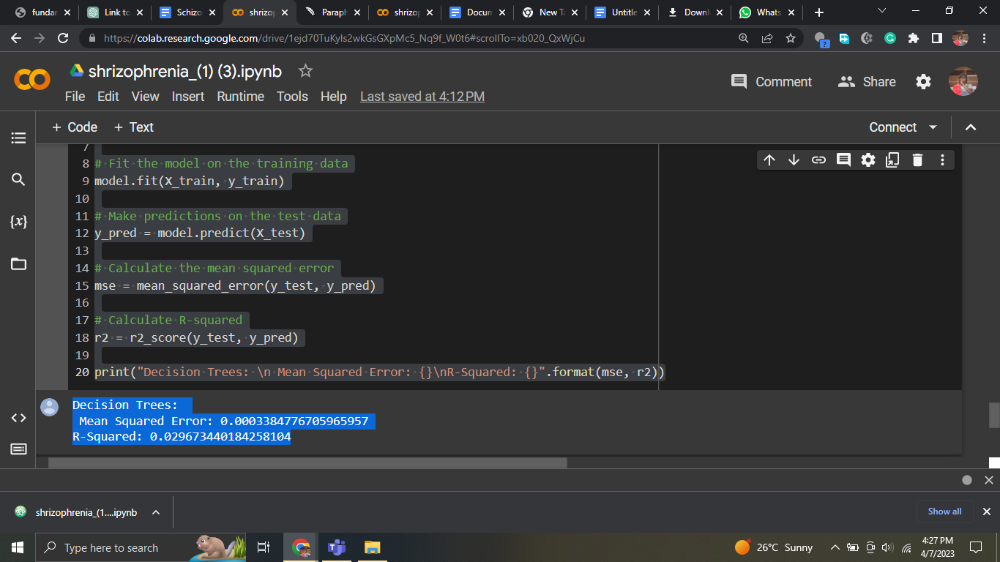 fundar
Link to
Schizo
shrizop
Paraph
shrizop
Docum
New Ta
Untitle
Downl
Whats
https://colab.research.google.com/drive/1ejd70TuKyIs2wkGsGXpMc5_Nq9f_W0t6#scrollTo=xb020_QxWjCu
shrizophrenia_(1) (3).ipynb
Comment
Share
File Edit View Insert Runtime Tools Help Last saved at 4:12 PM
+ Code + Text
Connect
7
8 # Fit the model on the training data
9 model.fit(X_train, y_train)
10
11 # Make predictions on the test data
12 y_pred = model.predict(X_test)
13
14 # Calculate the mean squared error
15 mse = mean_squared_error(y_test, y_pred)
16
17 # Calculate R-squared
18 r2 = r2_score(y_test, y_pred)
19
20 print("Decision Trees: \n Mean Squared Error: {}\nR-Squared: {}".format(mse, r2))
{x}
Decision Trees:
Mean Squared Error: 0.0003384776705965957
R-Squared: 0.029673440184258104
shrizophrenia_(1....ipynb
Show all
Type here to search
26°C Sunny
4:27 PM
4/7/2023